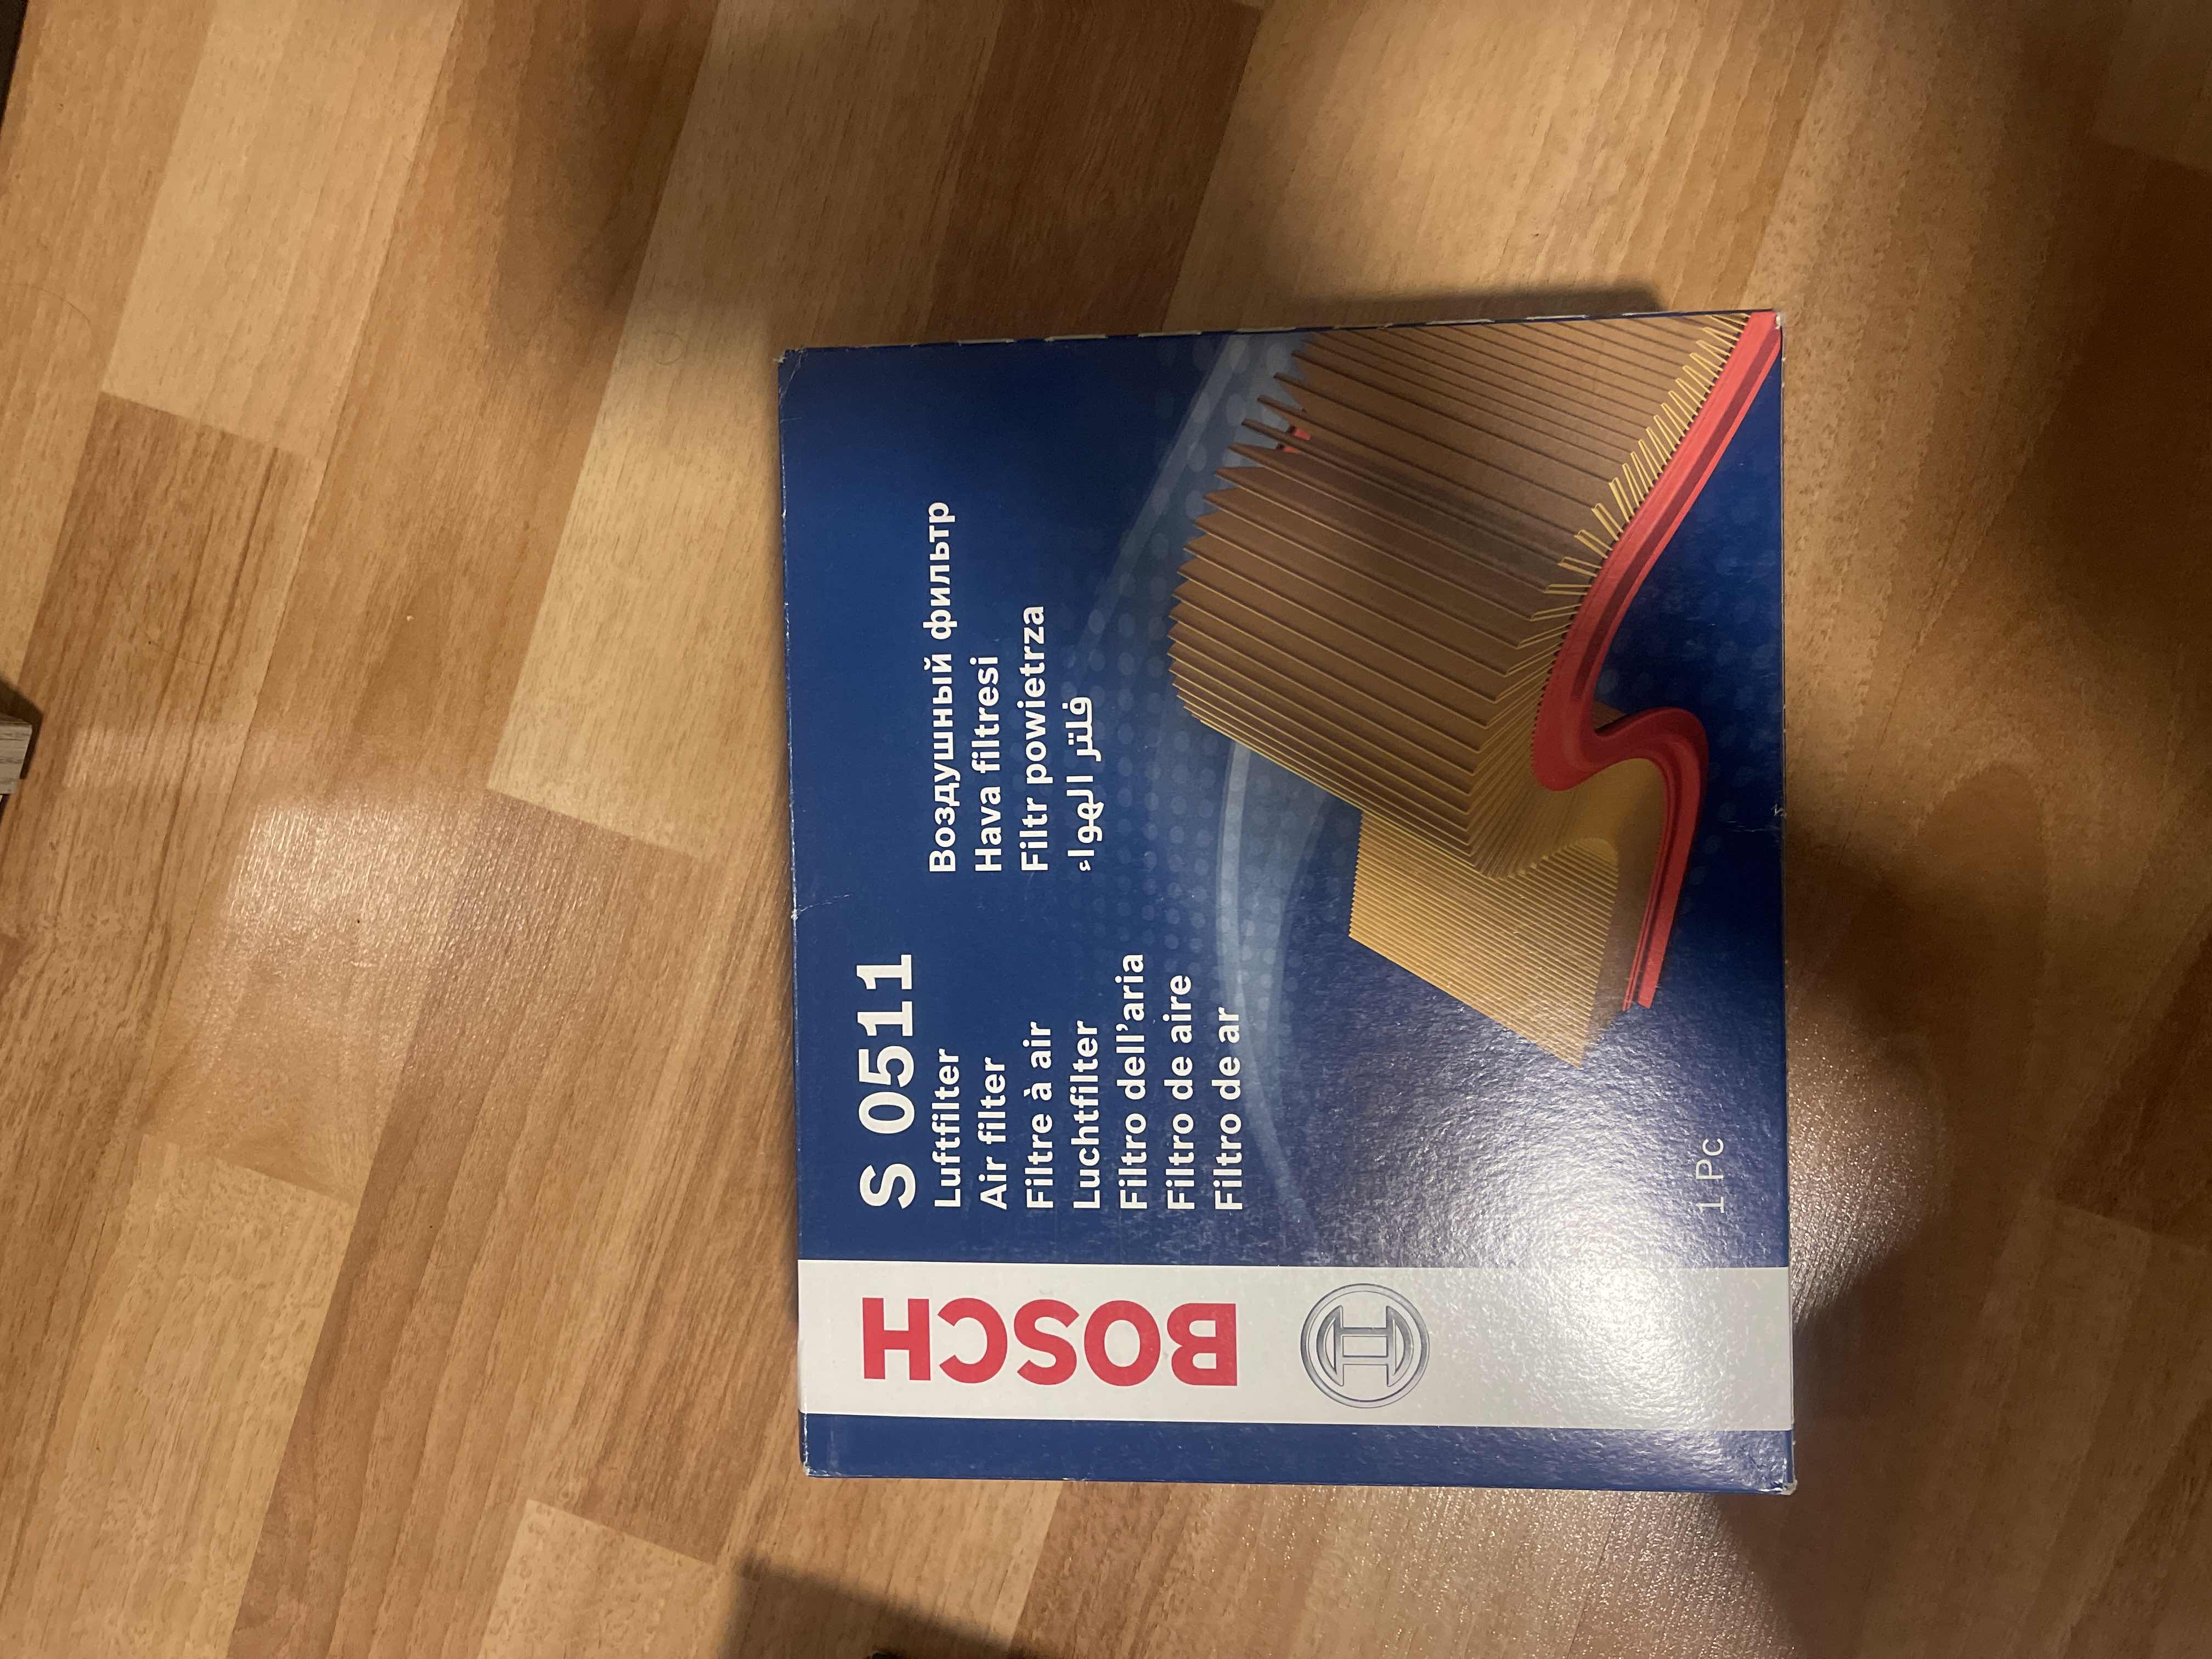 BOSCH
S 0511
Luftfilter
Air filter
Filtre à air
Luchtfilter
Filtro dell'aria
Filtro de aire
Filtro de ar
Воздушный фильтр
Hava filtresi
Filtr powietrza
فلتر الهواء
1 Pc